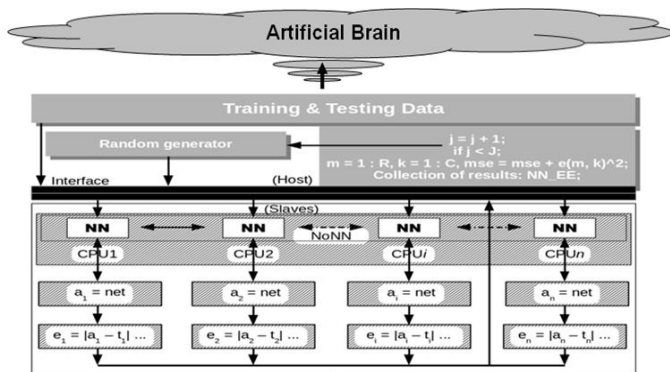 Artificial Brain
Training & Testing Data
Random generator
j = j + 1;
if j < J;
m = 1 : R, k = 1 : C, mse = mse + e(m, k)^2;
Collection of results: NN_EE;
Interface
(Host)
(Slaves)
NN NN NN NN
NoNN
CPU1 CPU2 CPUi CPUn
a₁ = net a₂ = net aᵢ = net aₙ = net
e₁ = |a₁ – t₁| ... e₂ = |a₂ – t₂| ... eᵢ = |aᵢ – tᵢ| ... eₙ = |aₙ – tₙ| ...